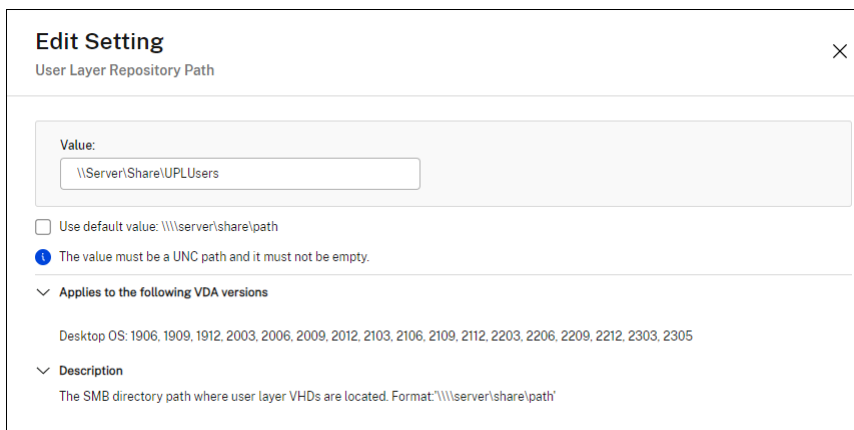 Edit Setting
User Layer Repository Path
Value:
\\Server\Share\UPLUsers
Use default value: \\\\server\share\path
The value must be a UNC path and it must not be empty.
Applies to the following VDA versions
Desktop OS: 1906, 1909, 1912, 2003, 2006, 2009, 2012, 2103, 2106, 2109, 2112, 2203, 2206, 2209, 2212, 2303, 2305
Description
The SMB directory path where user layer VHDs are located. Format:'\\\\server\share\path'